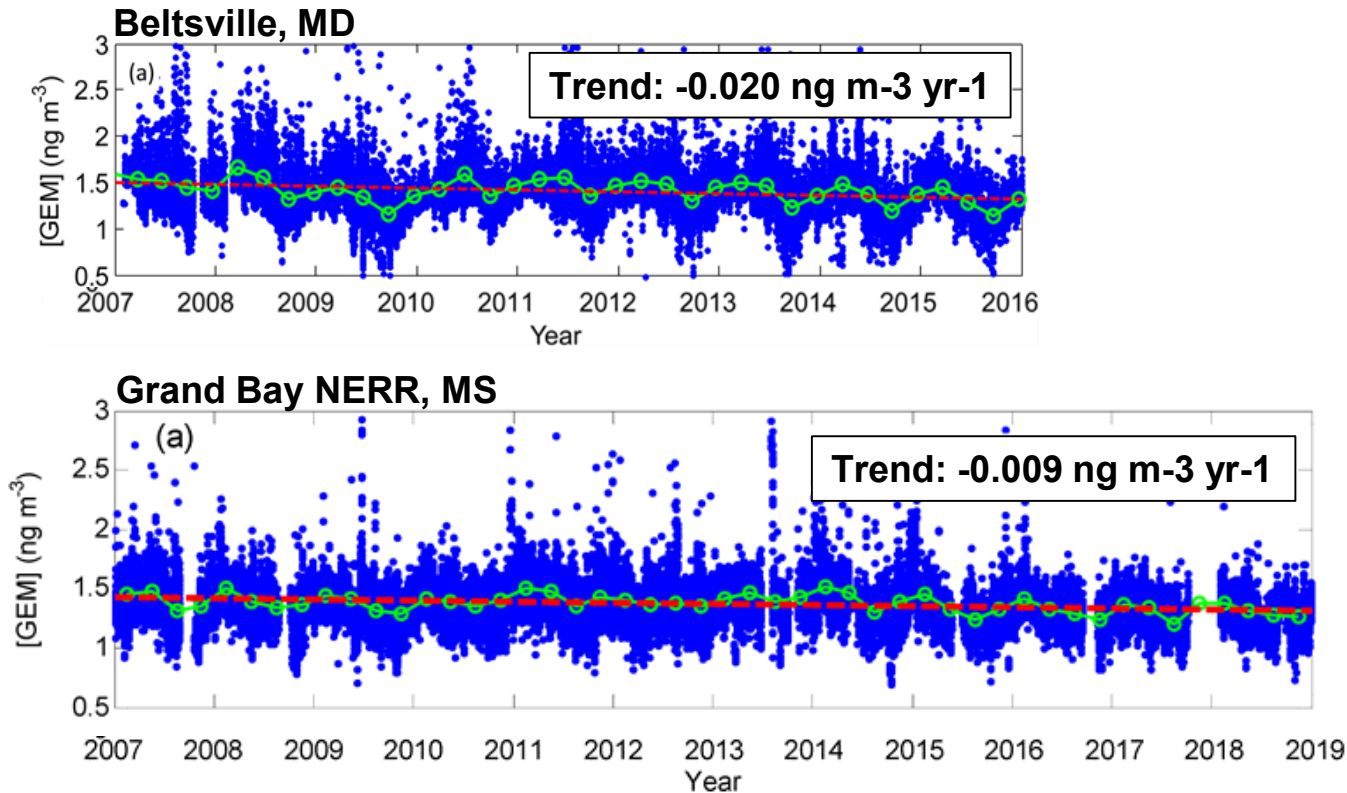 Beltsville, MD
(a)
Trend: -0.020 ng m-3 yr-1
[GEM] (ng m-3)
3
2.5
2
1.5
1
0.5
2007 2008 2009 2010 2011 2012 2013 2014 2015 2016
Year
Grand Bay NERR, MS
(a)
Trend: -0.009 ng m-3 yr-1
[GEM] (ng m-3)
3
2.5
2
1.5
1
0.5
2007 2008 2009 2010 2011 2012 2013 2014 2015 2016 2017 2018 2019
Year